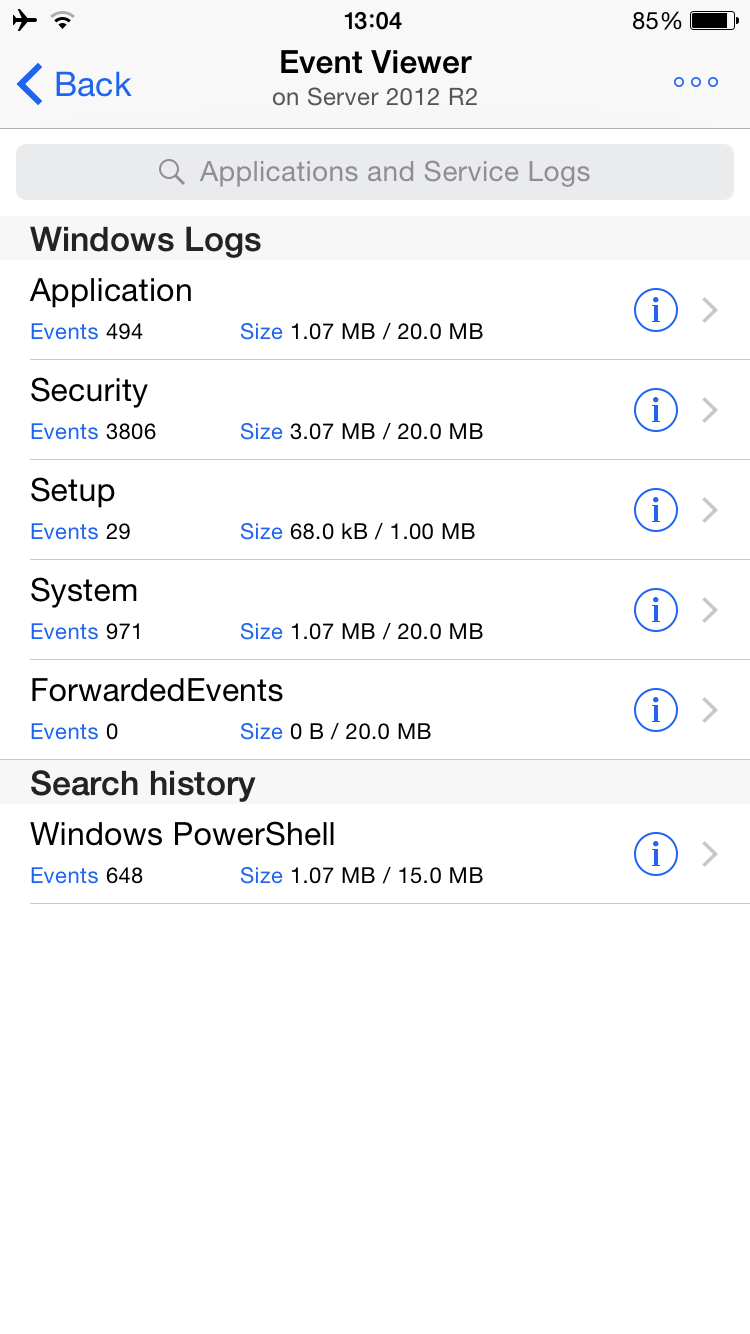 13:04
85%
Back
Event Viewer
on Server 2012 R2
Applications and Service Logs
Windows Logs
Application
Events 494 Size 1.07 MB / 20.0 MB
Security
Events 3806 Size 3.07 MB / 20.0 MB
Setup
Events 29 Size 68.0 kB / 1.00 MB
System
Events 971 Size 1.07 MB / 20.0 MB
ForwardedEvents
Events 0 Size 0 B / 20.0 MB
Search history
Windows PowerShell
Events 648 Size 1.07 MB / 15.0 MB